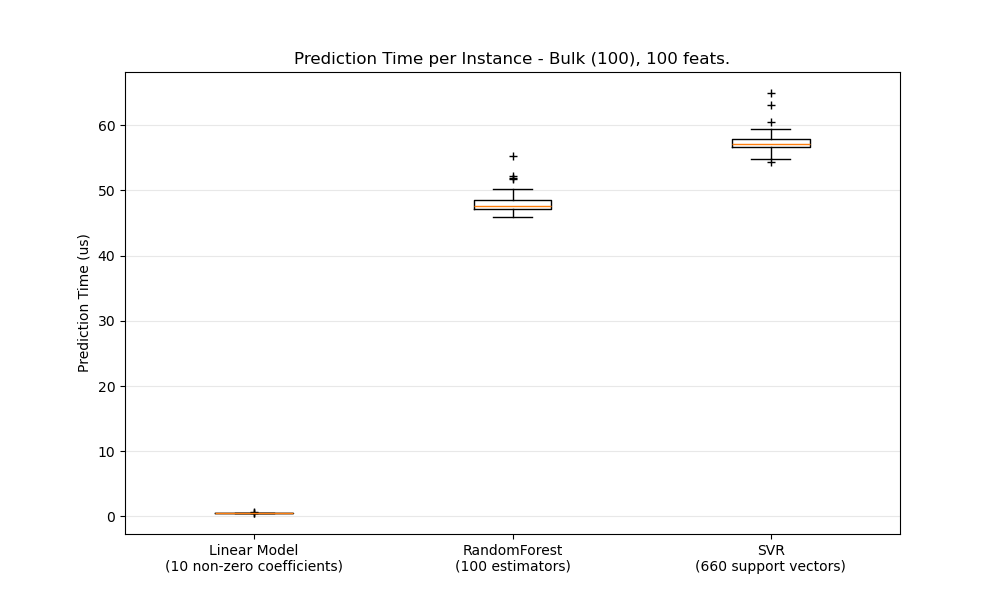 Prediction Time per Instance - Bulk (100), 100 feats.
Prediction Time (us)
60
50
40
30
20
10
0
Linear Model
(10 non-zero coefficients)
RandomForest
(100 estimators)
SVR
(660 support vectors)